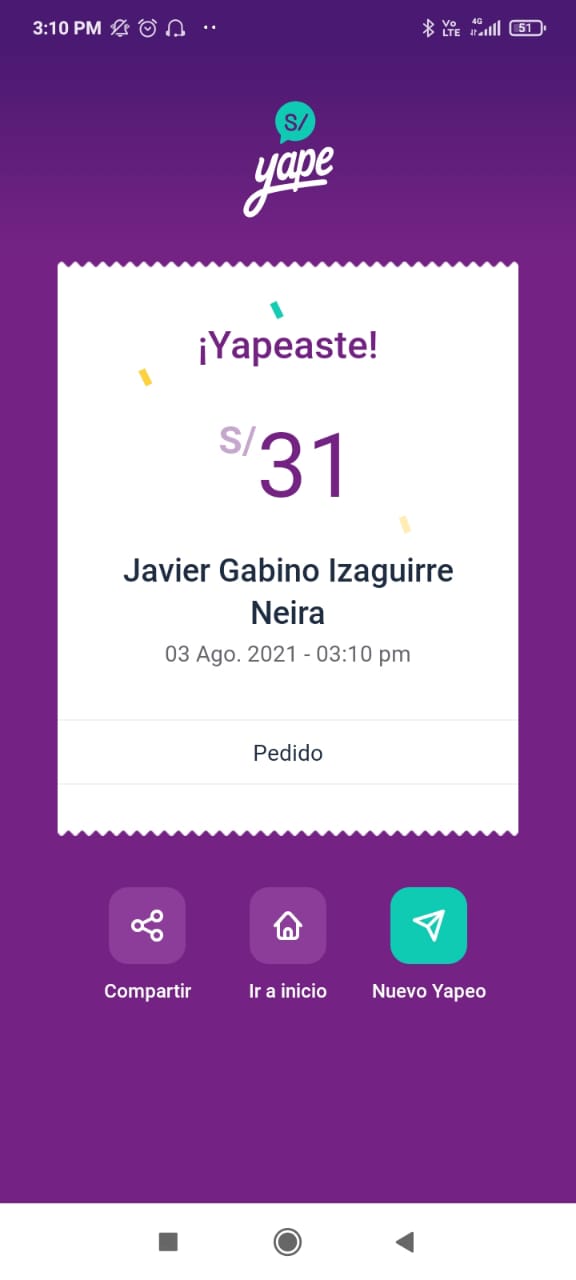 3:10 PM
Vo LTE 4G 51
S/
yape
¡Yapeaste!
S/31
Javier Gabino Izaguirre
Neira
03 Ago. 2021 - 03:10 pm
Pedido
Compartir Ir a inicio Nuevo Yapeo